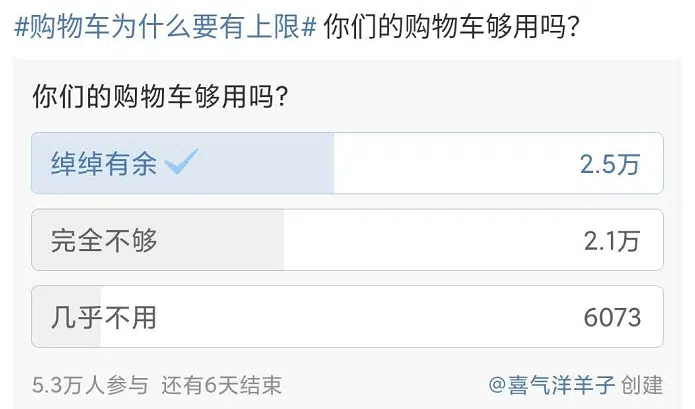 #购物车为什么要有上限# 你们的购物车够用吗?
你们的购物车够用吗?
绰绰有余 2.5万
完全不够 2.1万
几乎不用 6073
5.3万人参与 还有6天结束 @喜气洋羊子 创建